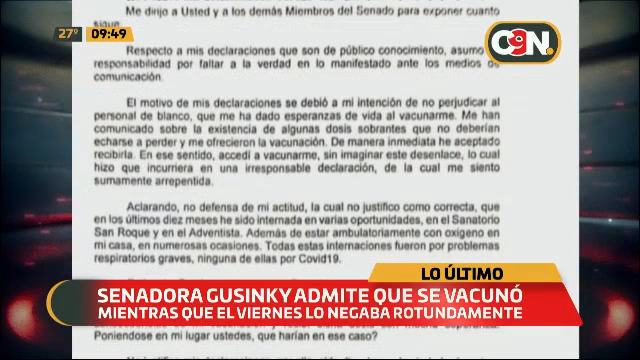 Me dirijo a Usted y a los demás Miembros del Senado para exponer cuanto
sigue:
27° 09:49
C9N.
Respecto a mis declaraciones que son de público conocimiento, asumo
responsabilidad por faltar a la verdad en lo manifestado ante los medios de
comunicación.
El motivo de mis declaraciones se debió a mi intención de no perjudicar al
personal de blanco, que me ha dado esperanzas de vida al vacunarme. Me han
comunicado sobre la existencia de algunas dosis sobrantes que no deberían
echarse a perder y me ofrecieron la vacunación. De manera inmediata he aceptado
recibirla. En ese sentido, accedí a vacunarme, sin imaginar este desenlace, lo cual
hizo que incurriera en una irresponsable declaración, de la cual me siento
sumamente arrepentida.
Aclarando, no defensa de mi actitud, la cual no justifico como correcta, que
en los últimos diez meses he sido internada en varias oportunidades, en el Sanatorio
San Roque y en el Adventista. Además de estar ambulatoriamente con oxigeno en
mi casa, en numerosas ocasiones. Todas estas internaciones fueron por problemas
respiratorios graves, ninguna de ellas por Covid19.
LO ÚLTIMO
SENADORA GUSINKY ADMITE QUE SE VACUNÓ
MIENTRAS QUE EL VIERNES LO NEGABA ROTUNDAMENTE
Poniendose en mi lugar ustedes, que harían en ese caso?